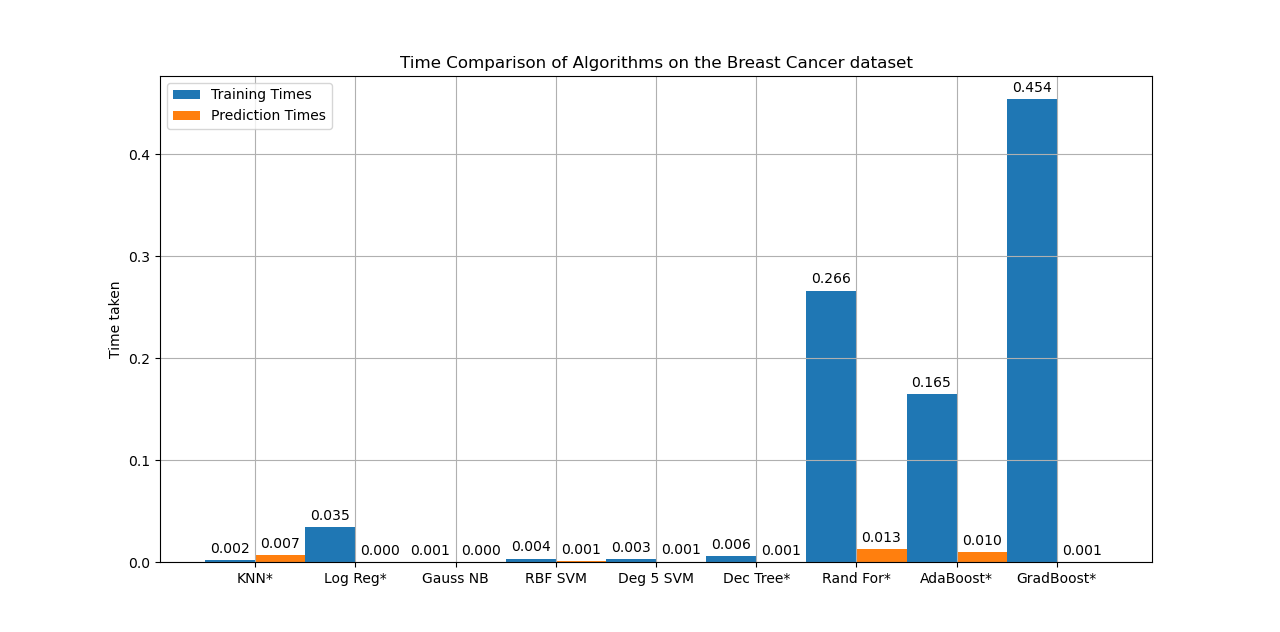 Time Comparison of Algorithms on the Breast Cancer dataset
Training Times
Prediction Times
Time taken
0.4
0.3
0.2
0.1
0.0
0.002
0.007
0.035
0.000
0.001
0.000
0.004
0.001
0.003
0.001
0.006
0.001
0.266
0.013
0.165
0.010
0.454
0.001
KNN*
Log Reg*
Gauss NB
RBF SVM
Deg 5 SVM
Dec Tree*
Rand For*
AdaBoost*
GradBoost*